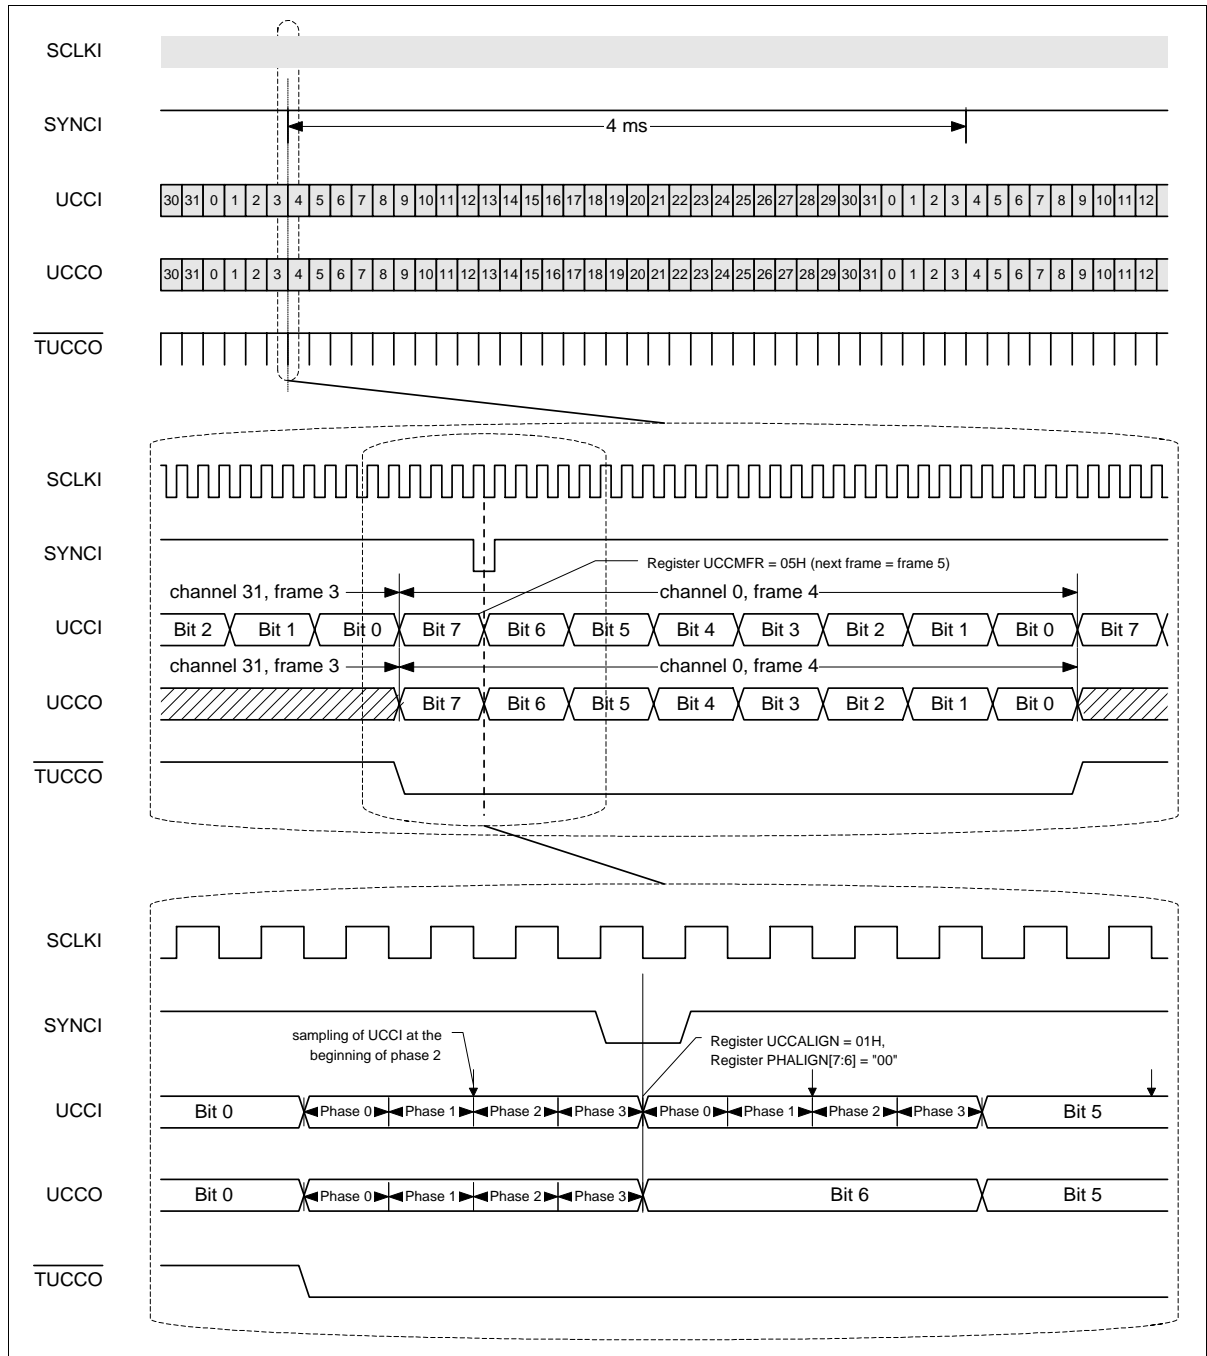 SCLKI
SYNCI
4 ms
UCCI
30 31 0 1 2 3 4 5 6 7 8 9 10 11 12 13 14 15 16 17 18 19 20 21 22 23 24 25 26 27 28 29 30 31 0 1 2 3 4 5 6 7 8 9 10 11 12
UCCO
30 31 0 1 2 3 4 5 6 7 8 9 10 11 12 13 14 15 16 17 18 19 20 21 22 23 24 25 26 27 28 29 30 31 0 1 2 3 4 5 6 7 8 9 10 11 12
TUCCO
SCLKI
SYNCI
Register UCCMFR = 05H (next frame = frame 5)
channel 31, frame 3 channel 0, frame 4
UCCI Bit 2 Bit 1 Bit 0 Bit 7 Bit 6 Bit 5 Bit 4 Bit 3 Bit 2 Bit 1 Bit 0 Bit 7
channel 31, frame 3 channel 0, frame 4
UCCO Bit 7 Bit 6 Bit 5 Bit 4 Bit 3 Bit 2 Bit 1 Bit 0
TUCCO
SCLKI
SYNCI
sampling of UCCI at the
beginning of phase 2
Register UCCALIGN = 01H,
Register PHALIGN[7:6] = "00"
UCCI Bit 0 Phase 0 Phase 1 Phase 2 Phase 3 Phase 0 Phase 1 Phase 2 Phase 3 Bit 5
UCCO Bit 0 Phase 0 Phase 1 Phase 2 Phase 3 Bit 6 Bit 5
TUCCO